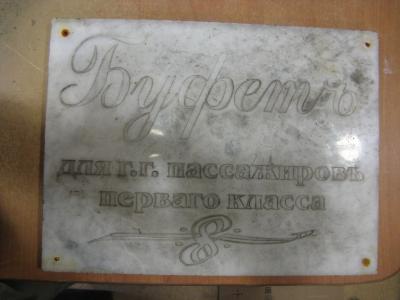 Буфетъ
для г.г. пассажировъ
перваго класса